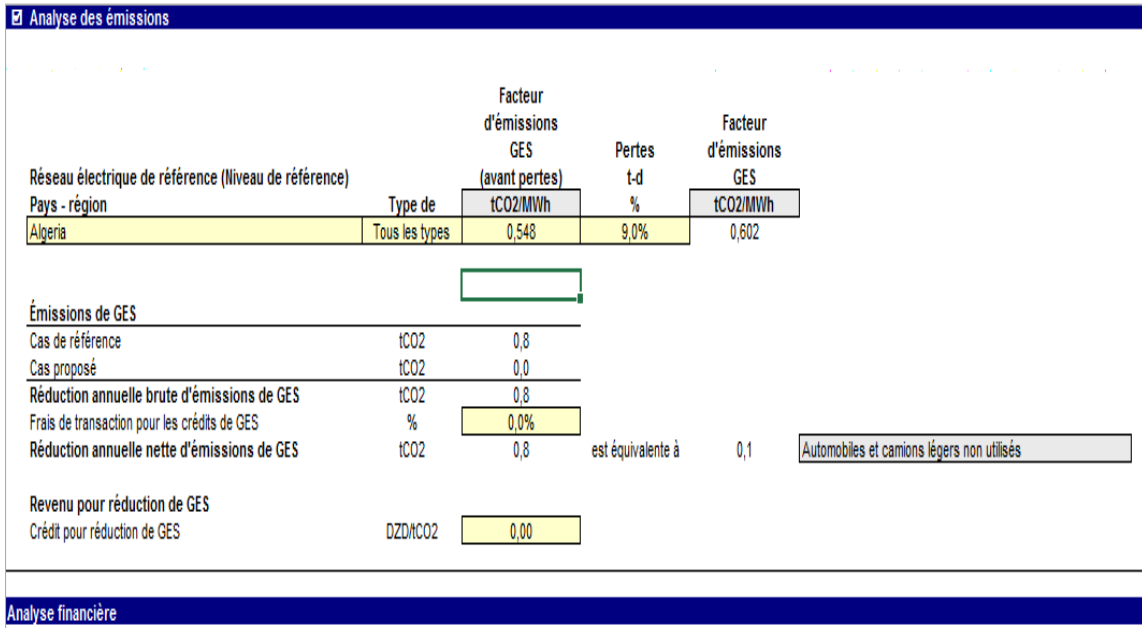 Analyse des émissions
Facteur
d'émissions Facteur
GES Pertes d'émissions
Réseau électrique de référence (Niveau de référence) (avant pertes) t-d GES
Pays - région Type de tCO2/MWh % tCO2/MWh
Algeria Tous les types 0,548 9,0% 0,602
Émissions de GES
Cas de référence tCO2 0,8
Cas proposé tCO2 0,0
Réduction annuelle brute d'émissions de GES tCO2 0,8
Frais de transaction pour les crédits de GES % 0,0%
Réduction annuelle nette d'émissions de GES tCO2 0,8 est équivalente à 0,1 Automobiles et camions légers non utilisés
Revenu pour réduction de GES
Crédit pour réduction de GES DZD/tCO2 0,00
Analyse financière